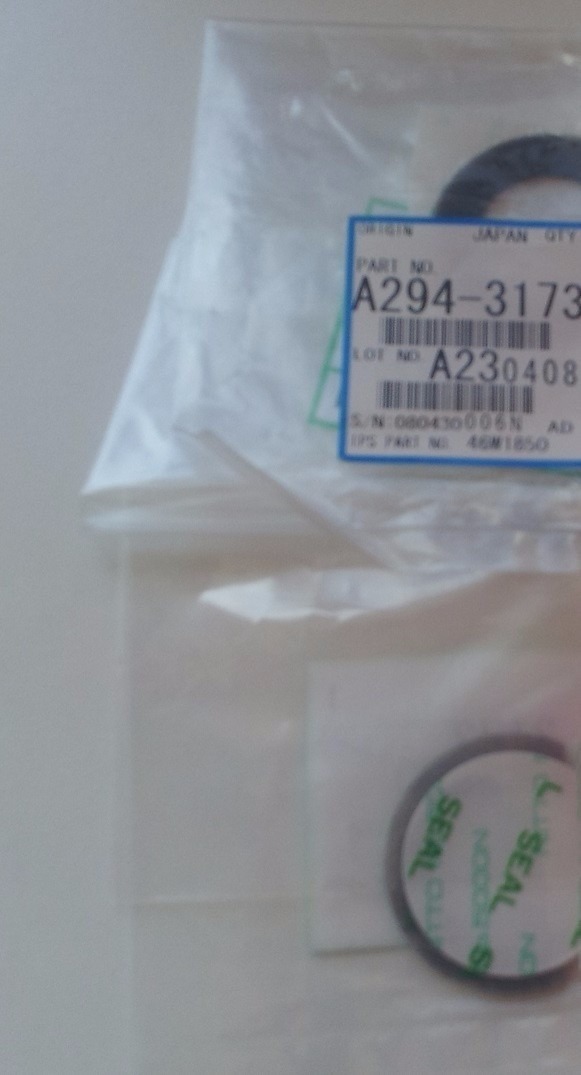 ORIGIN JAPAN QTY
PART NO.
A294-3173
LOT NO. A230408
S/N:080430006N AD
IPS PART NO. 46M1850
SEAL
SEAL